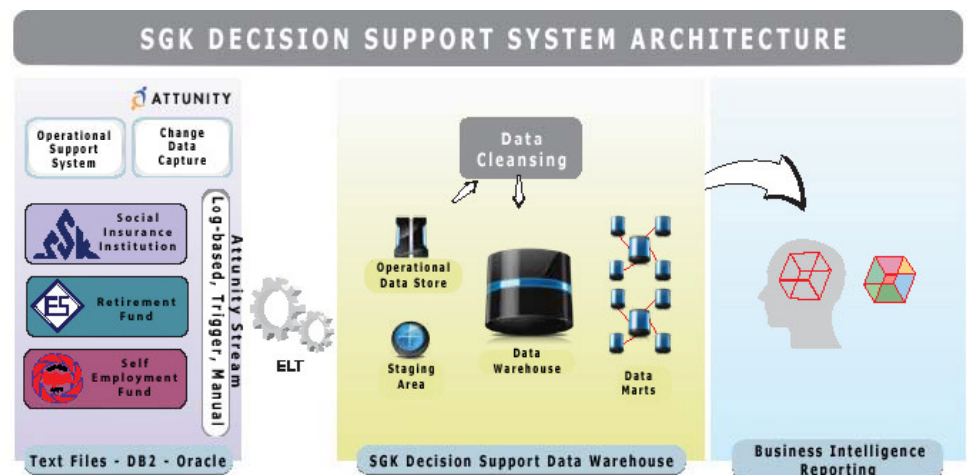 SGK DECISION SUPPORT SYSTEM ARCHITECTURE
ATTUNITY
Operational
Support
System
Change
Data
Capture
Social
Insurance
Institution
ES
Retirement
Fund
Self
Employment
Fund
Log-based, Trigger, Manual
Attunity Stream
Text Files - DB2 - Oracle
ELT
Data
Cleansing
Operational
Data Store
Staging
Area
Data
Warehouse
Data
Marts
SGK Decision Support Data Warehouse
Business Intelligence
Reporting